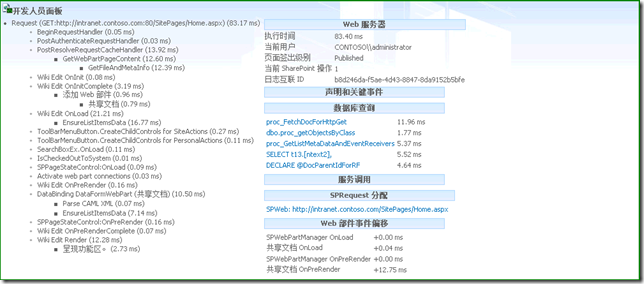 开发人员面板
Request (GET:http://intranet.contoso.com:80/SitePages/Home.aspx) (83.17 ms)
BeginRequestHandler (0.05 ms)
PostAuthenticateRequestHandler (0.03 ms)
PostResolveRequestCacheHandler (13.92 ms)
GetWebPartPageContent (12.60 ms)
GetFileAndMetaInfo (12.39 ms)
Wiki Edit OnInit (0.08 ms)
Wiki Edit OnInitComplete (3.19 ms)
添加 Web 部件 (0.96 ms)
共享文档 (0.79 ms)
Wiki Edit OnLoad (21.21 ms)
EnsureListItemsData (16.77 ms)
ToolBarMenuButton.CreateChildControls for SiteActions (0.27 ms)
ToolBarMenuButton.CreateChildControls for PersonalActions (0.11 ms)
SearchBoxEx.OnLoad (0.11 ms)
IsCheckedOutToSystem (0.01 ms)
SPPageStateControl:OnLoad (0.09 ms)
Activate web part connections (0.03 ms)
Wiki Edit OnPreRender (0.16 ms)
DataBinding DataFormWebPart (共享文档) (10.50 ms)
Parse CAML XML (0.07 ms)
EnsureListItemsData (7.14 ms)
SPPageStateControl:OnPreRender (0.16 ms)
Wiki Edit OnPreRenderComplete (0.07 ms)
Wiki Edit Render (12.28 ms)
呈现功能区。 (2.73 ms)
Web 服务器
执行时间 83.40 ms
当前用户 CONTOSO\\administrator
页面签出级别 Published
当前 SharePoint 操作 1
日志互联 ID b8d246da-f5ae-4d43-8847-8da9152b5bfe
声明和关键事件
数据库查询
proc_FetchDocForHttpGet 11.96 ms
dbo.proc_getObjectsByClass 1.77 ms
proc_GetListMetaDataAndEventReceivers 5.37 ms
SELECT t13.[ntext2], 5.52 ms
DECLARE @DocParentIdForRF 4.64 ms
服务调用
SPRequest 分配
SPWeb: http://intranet.contoso.com/SitePages/Home.aspx
Web 部件事件偏移
SPWebPartManager OnLoad +0.00 ms
共享文档 OnLoad +0.04 ms
SPWebPartManager OnPreRender +0.00 ms
共享文档 OnPreRender +12.75 ms